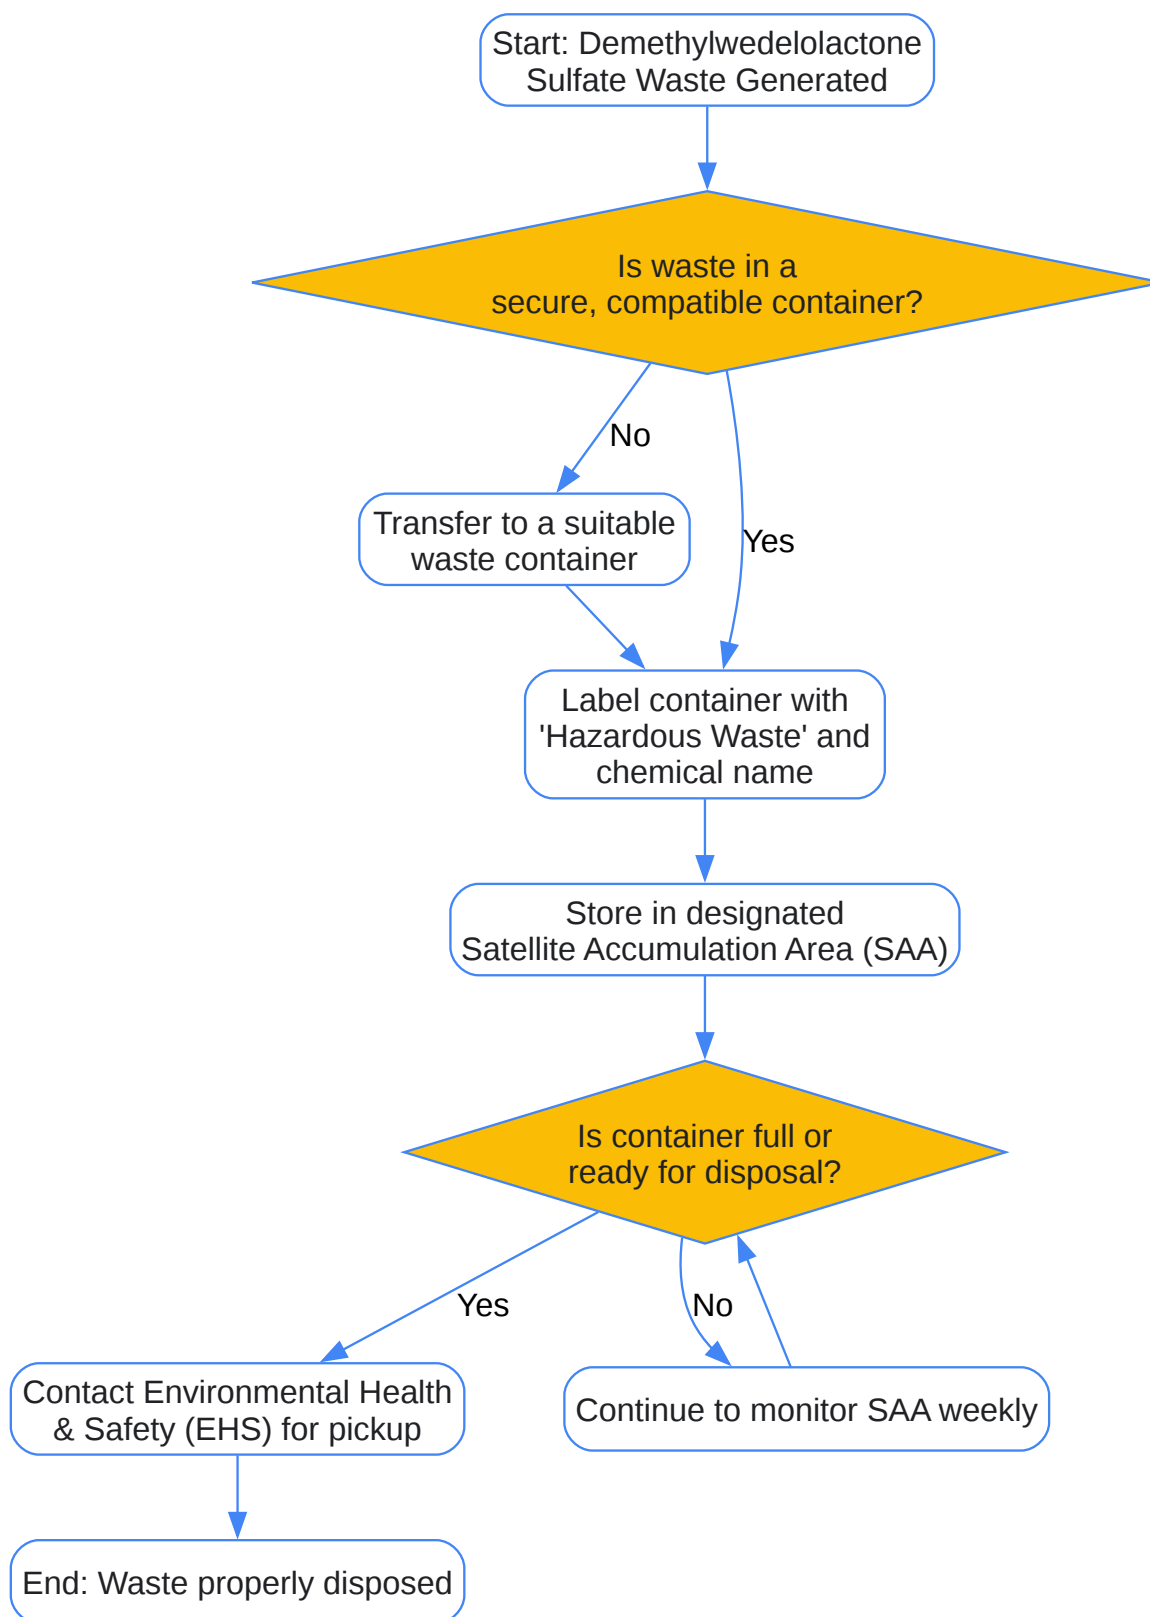 Start: Demethylwedelolactone
Sulfate Waste Generated
Is waste in a
secure, compatible container?
No
Transfer to a suitable
waste container
Yes
Label container with
'Hazardous Waste' and
chemical name
Store in designated
Satellite Accumulation Area (SAA)
Is container full or
ready for disposal?
Yes
No
Contact Environmental Health
& Safety (EHS) for pickup
Continue to monitor SAA weekly
End: Waste properly disposed